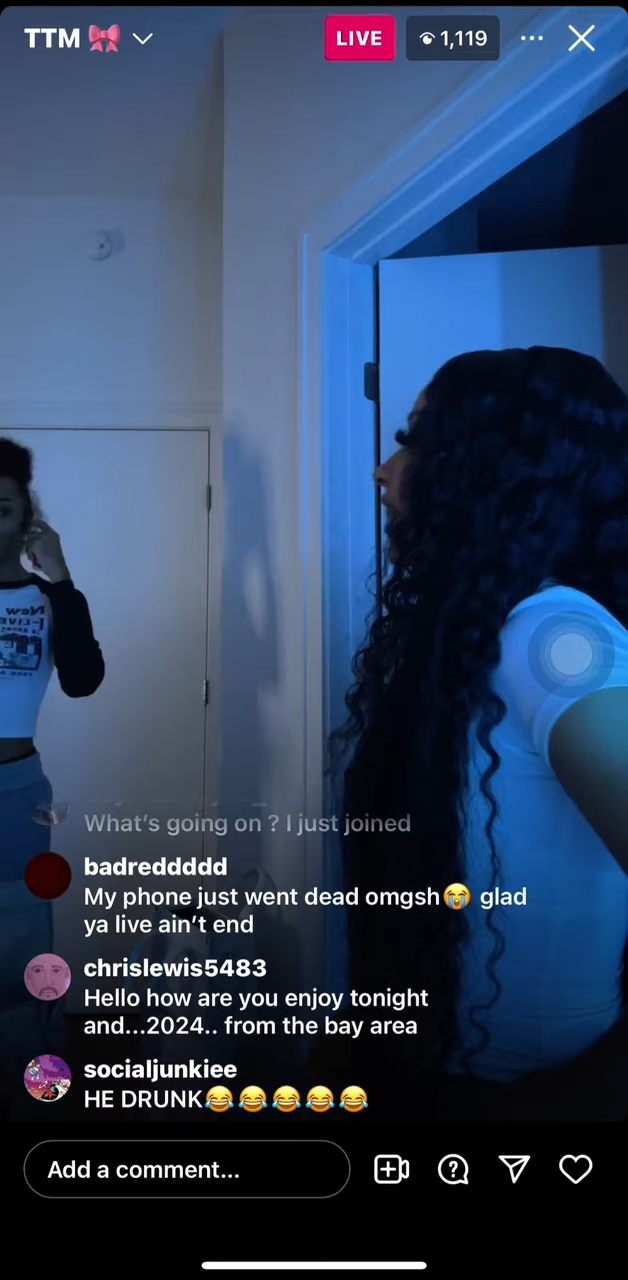 TTM 🎀
LIVE
1,119
What's going on ? I just joined
badreddddd
My phone just went dead omgsh😭 glad
ya live ain't end
chrislewis5483
Hello how are you enjoy tonight
and...2024.. from the bay area
socialjunkiee
HE DRUNK😂😂😂😂😂
Add a comment...